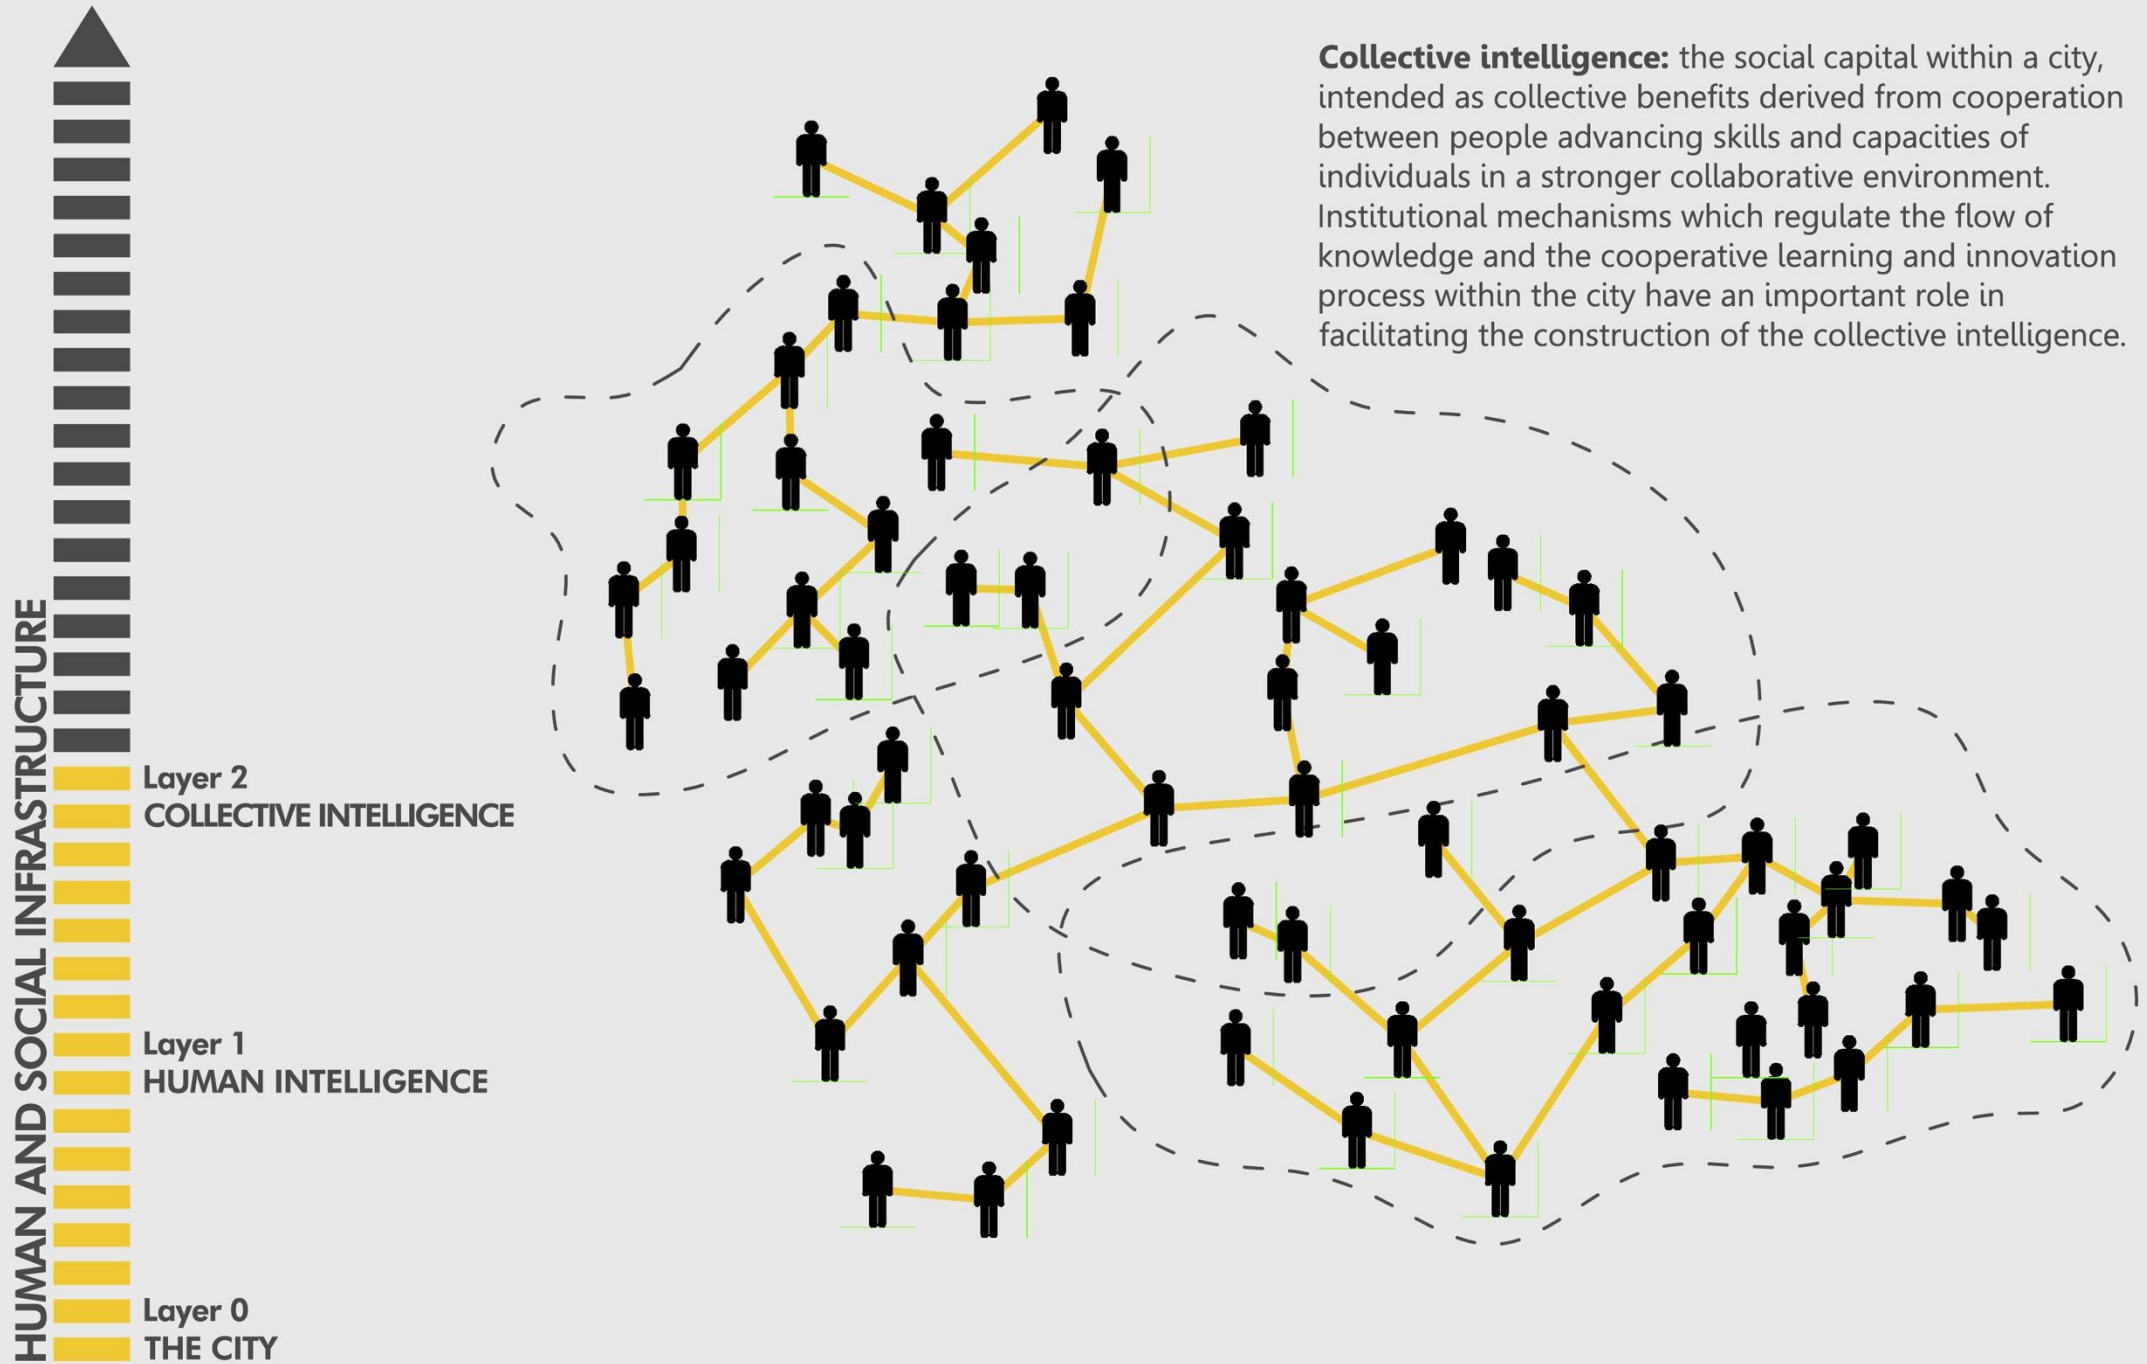 Collective intelligence: the social capital within a city,
intended as collective benefits derived from cooperation
between people advancing skills and capacities of
individuals in a stronger collaborative environment.
Institutional mechanisms which regulate the flow of
knowledge and the cooperative learning and innovation
process within the city have an important role in
facilitating the construction of the collective intelligence.
HUMAN AND SOCIAL INFRASTRUCTURE
Layer 2
COLLECTIVE INTELLIGENCE
Layer 1
HUMAN INTELLIGENCE
Layer 0
THE CITY